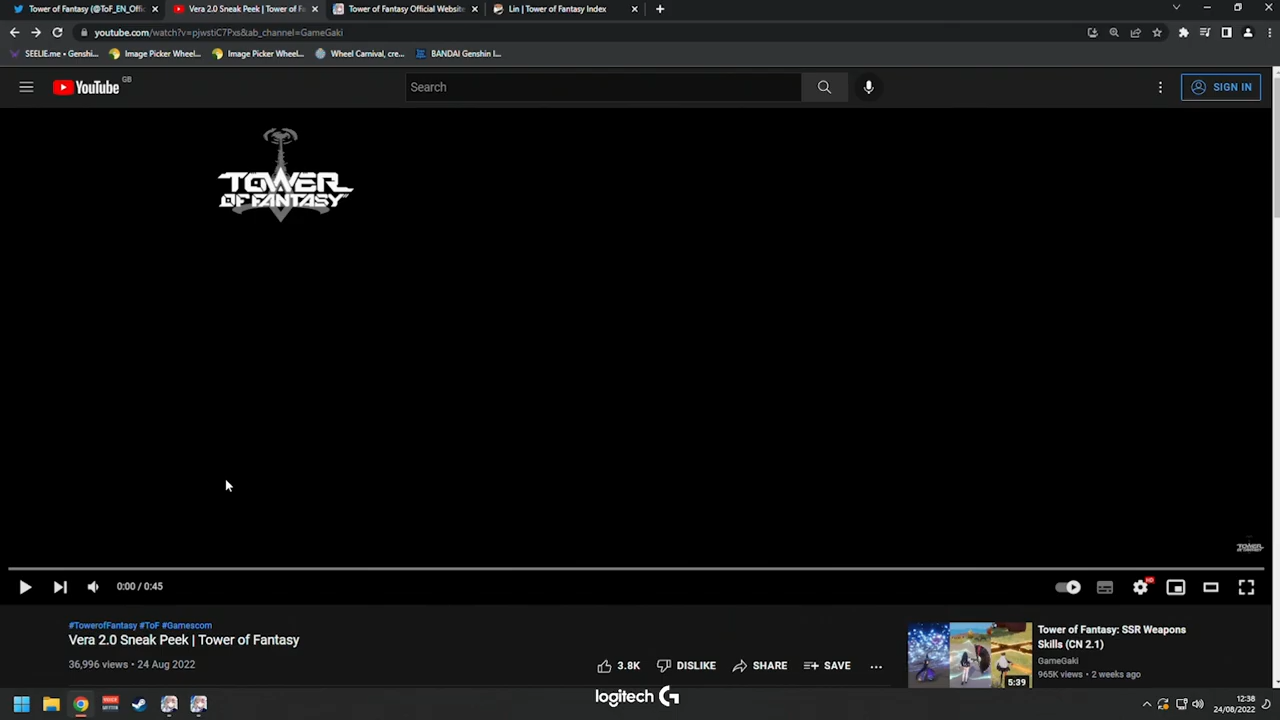 Tower of Fantasy (@ToF_EN_Offic
Vera 2.0 Sneak Peek | Tower of Fa
Tower of Fantasy Official Website
Lin | Tower of Fantasy Index
youtube.com/watch?v=pjwstiC7Pxs&ab_channel=GameGaki
SEELIE.me • Genshi...
Image Picker Wheel...
Image Picker Wheel...
Wheel Carnival, cre...
BANDAI Genshin I...
YouTube GB
Search
SIGN IN
TOWER
OF FANTASY
TOWER
OF FANTASY
0:00 / 0:45
HD
#TowerofFantasy #ToF #Gamescom
Vera 2.0 Sneak Peek | Tower of Fantasy
36,996 views • 24 Aug 2022
3.8K
DISLIKE
SHARE
SAVE
Tower of Fantasy: SSR Weapons
Skills (CN 2.1)
GameGaki
965K views • 2 weeks ago
5:39
logitech G
12:38
24/08/2022